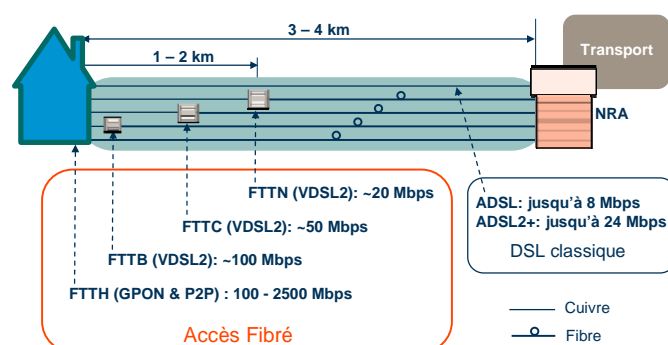 3 – 4 km
Transport
1 – 2 km
NRA
FTTN (VDSL2): ~20 Mbps
ADSL: jusqu'à 8 Mbps
ADSL2+: jusqu'à 24 Mbps
FTTC (VDSL2): ~50 Mbps
DSL classique
FTTB (VDSL2): ~100 Mbps
FTTH (GPON & P2P) : 100 - 2500 Mbps
Cuivre
Accès Fibré
Fibre